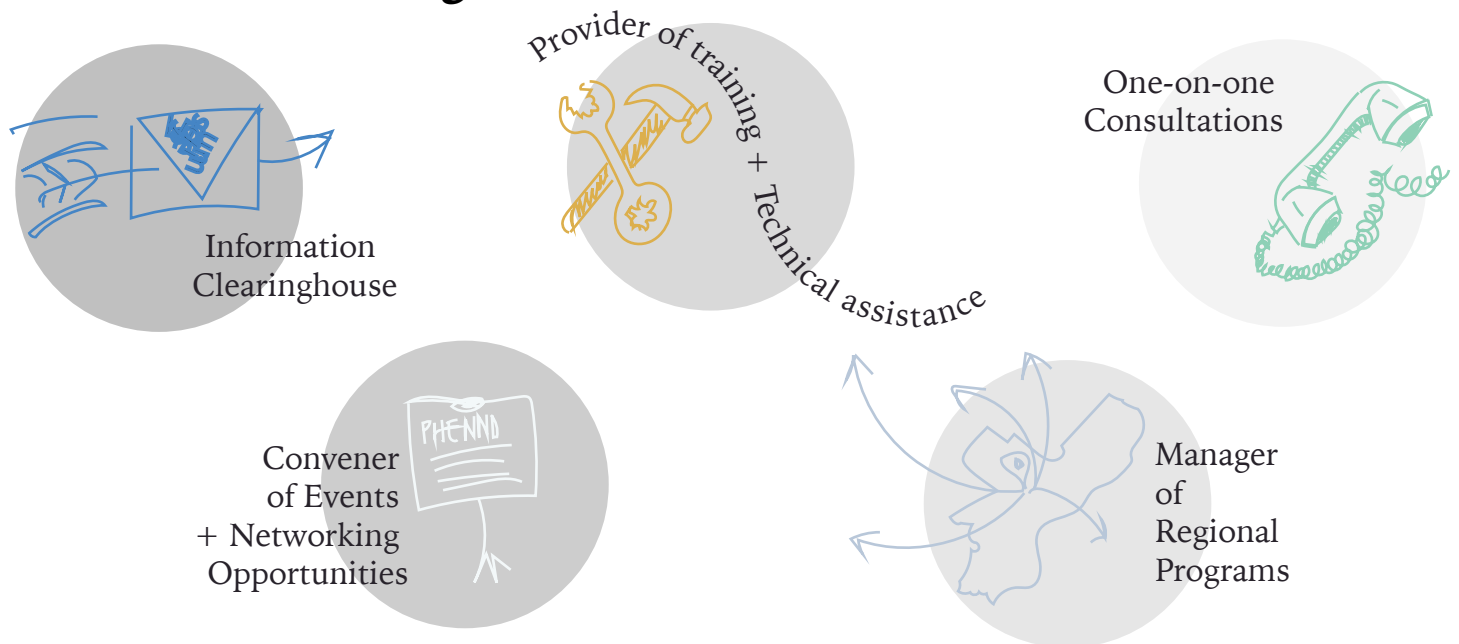 Provider of training + Technical assistance
One-on-one
Consultations
Information
Clearinghouse
PHENND
Convener
of Events
+ Networking
Opportunities
Manager
of
Regional
Programs